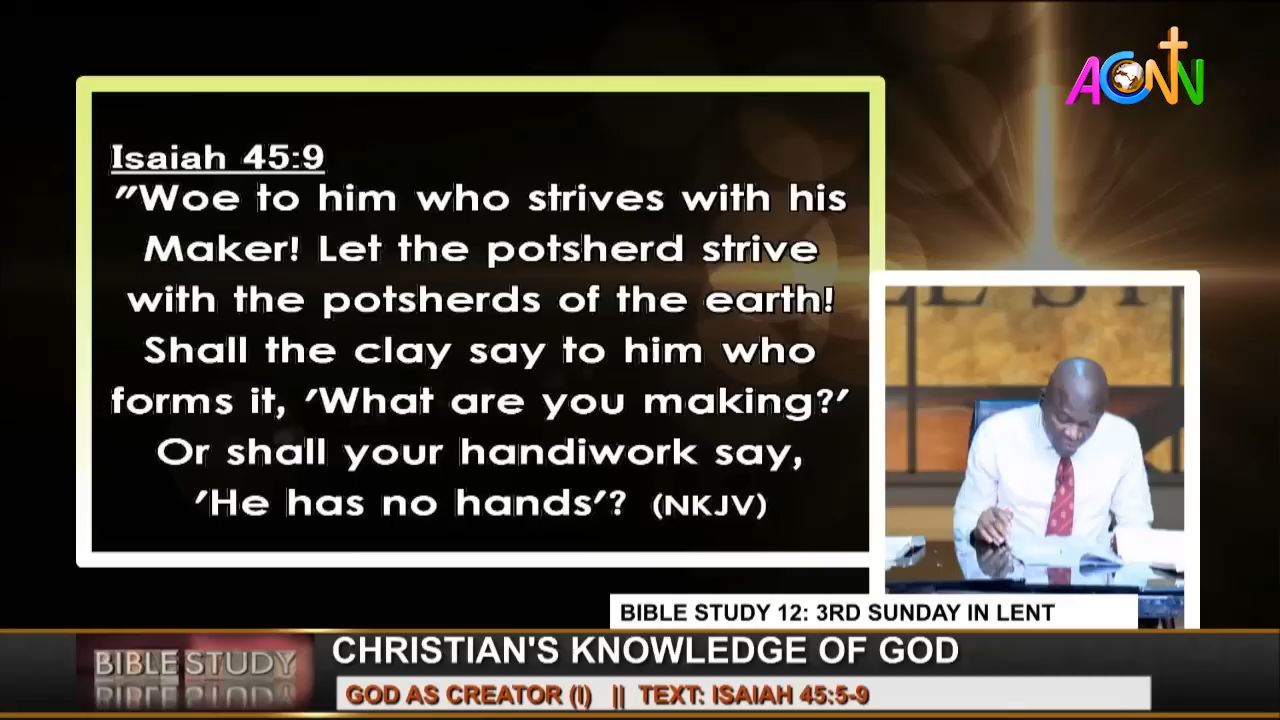 ACNN
Isaiah 45:9
"Woe to him who strives with his
Maker! Let the potsherd strive
with the potsherds of the earth!
Shall the clay say to him who
forms it, 'What are you making?'
Or shall your handiwork say,
'He has no hands'? (NKJV)
LE ST
BIBLE STUDY 12: 3RD SUNDAY IN LENT
BIBLE STUDY
CHRISTIAN'S KNOWLEDGE OF GOD
GOD AS CREATOR (I) || TEXT: ISAIAH 45:5-9